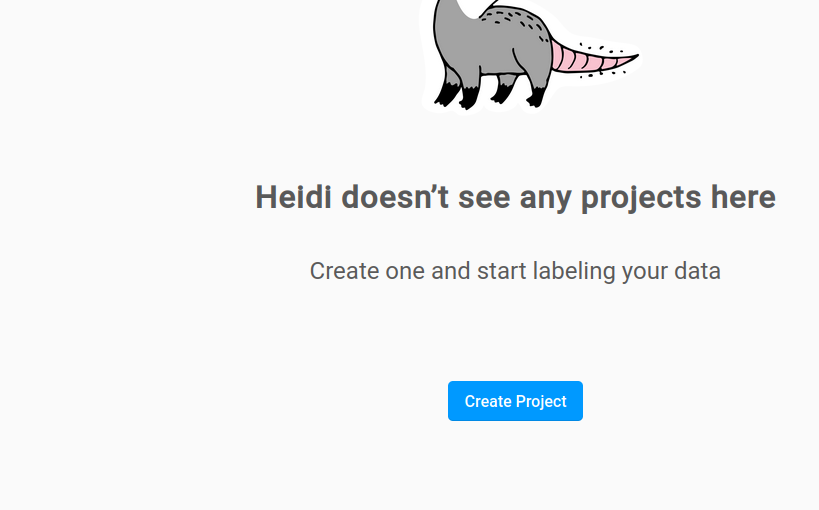 Heidi doesn’t see any projects here
Create one and start labeling your data
Create Project